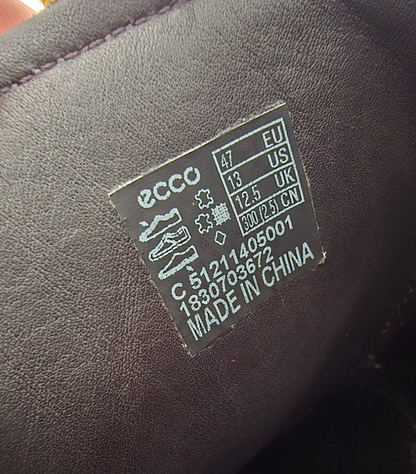 ecco
47 EU
13 US
12.5 UK
300 (2.5) CN
C 51211405001
1830703672
MADE IN CHINA